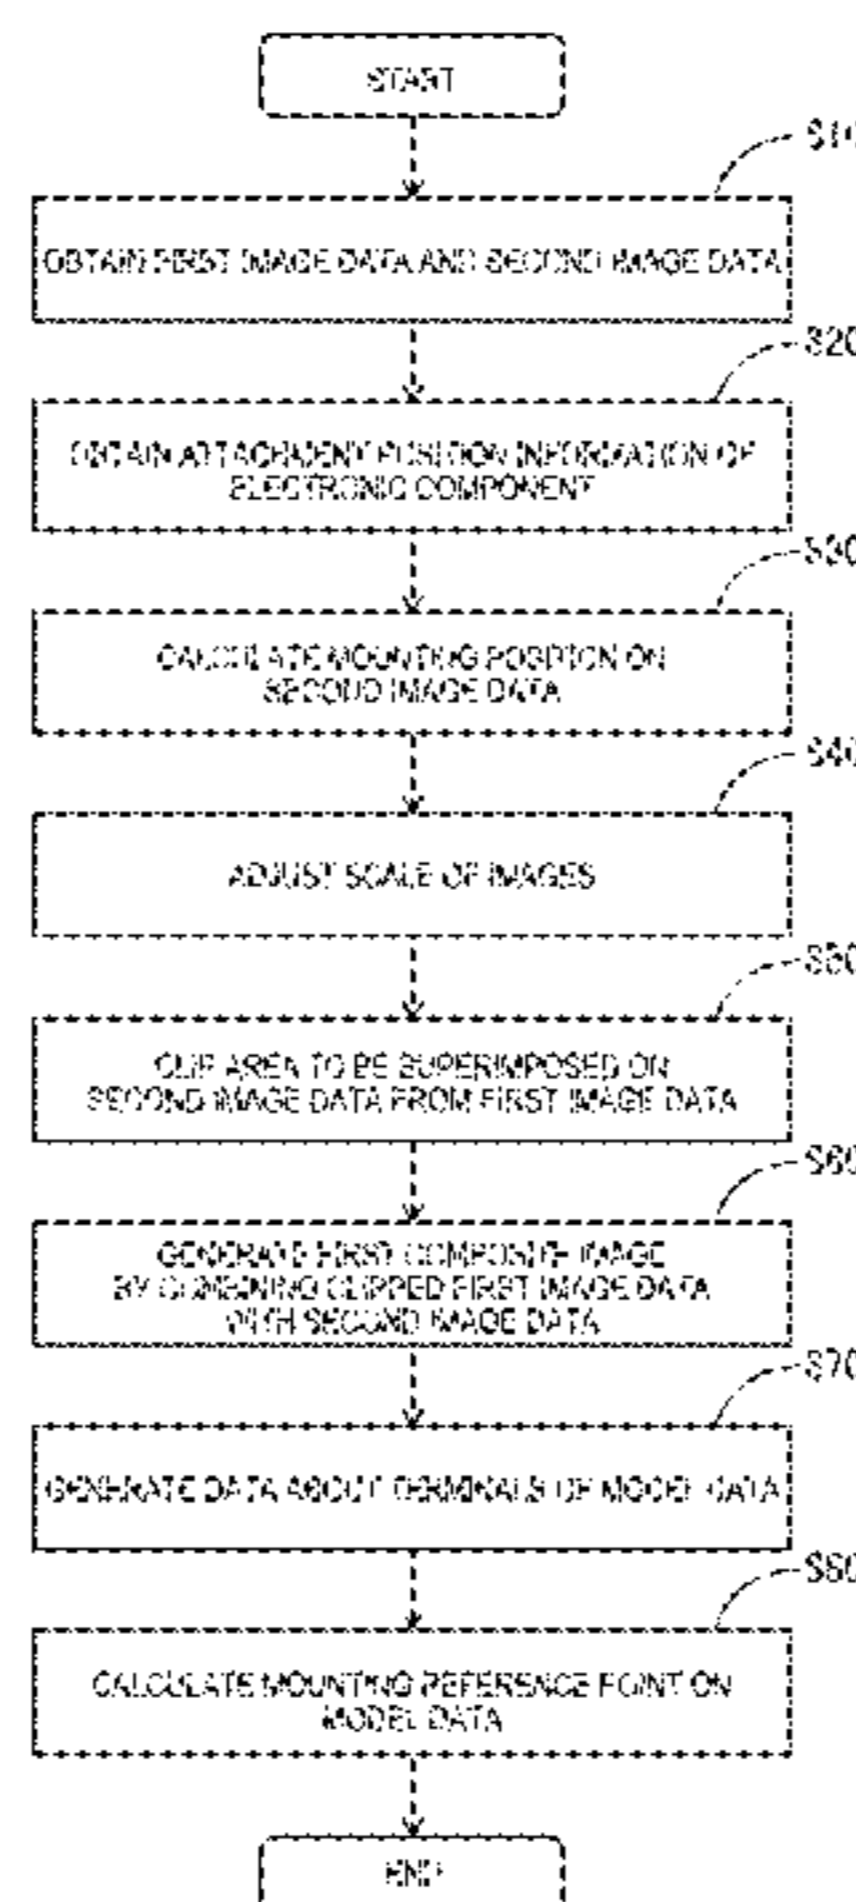 START
S10
OBTAIN FIRST IMAGE DATA AND SECOND IMAGE DATA
S20
OBTAIN ATTACHMENT POSITION INFORMATION OF
ELECTRONIC COMPONENT
S30
CALCULATE MOUNTING POSITION ON
SECOND IMAGE DATA
S40
ADJUST SCALE OF IMAGES
S50
CLIP AREA TO BE SUPERIMPOSED ON
SECOND IMAGE DATA FROM FIRST IMAGE DATA
S60
GENERATE FIRST COMPOSITE IMAGE
BY COMBINING CLIPPED FIRST IMAGE DATA
WITH SECOND IMAGE DATA
S70
GENERATE DATA ABOUT TERMINALS OF MODEL DATA
S80
CALCULATE MOUNTING REFERENCE POINT ON
MODEL DATA
END